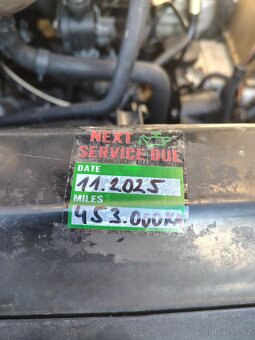 NEXT
SERVICE DUE
DATE
11.2025
MILES
453.000KM